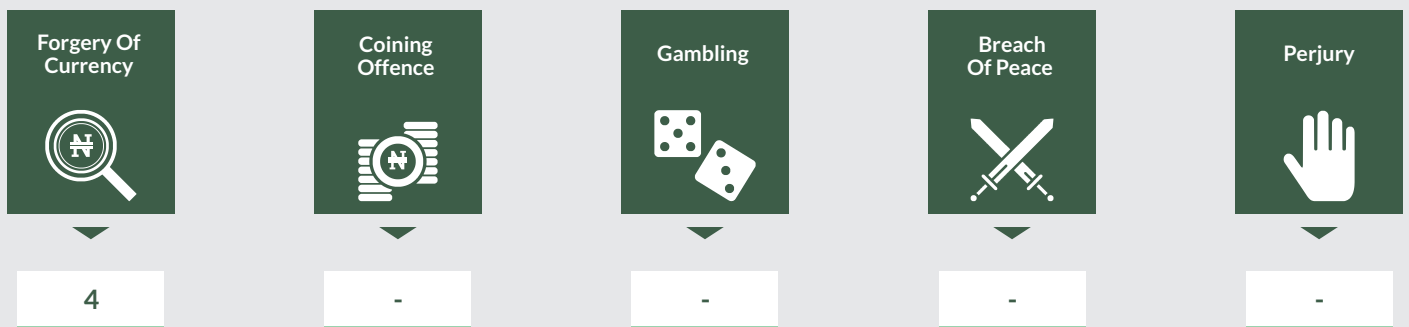 Forgery Of
Currency
Coining
Offence
Gambling
Breach
Of Peace
Perjury
₦
₦
4
-
-
-
-